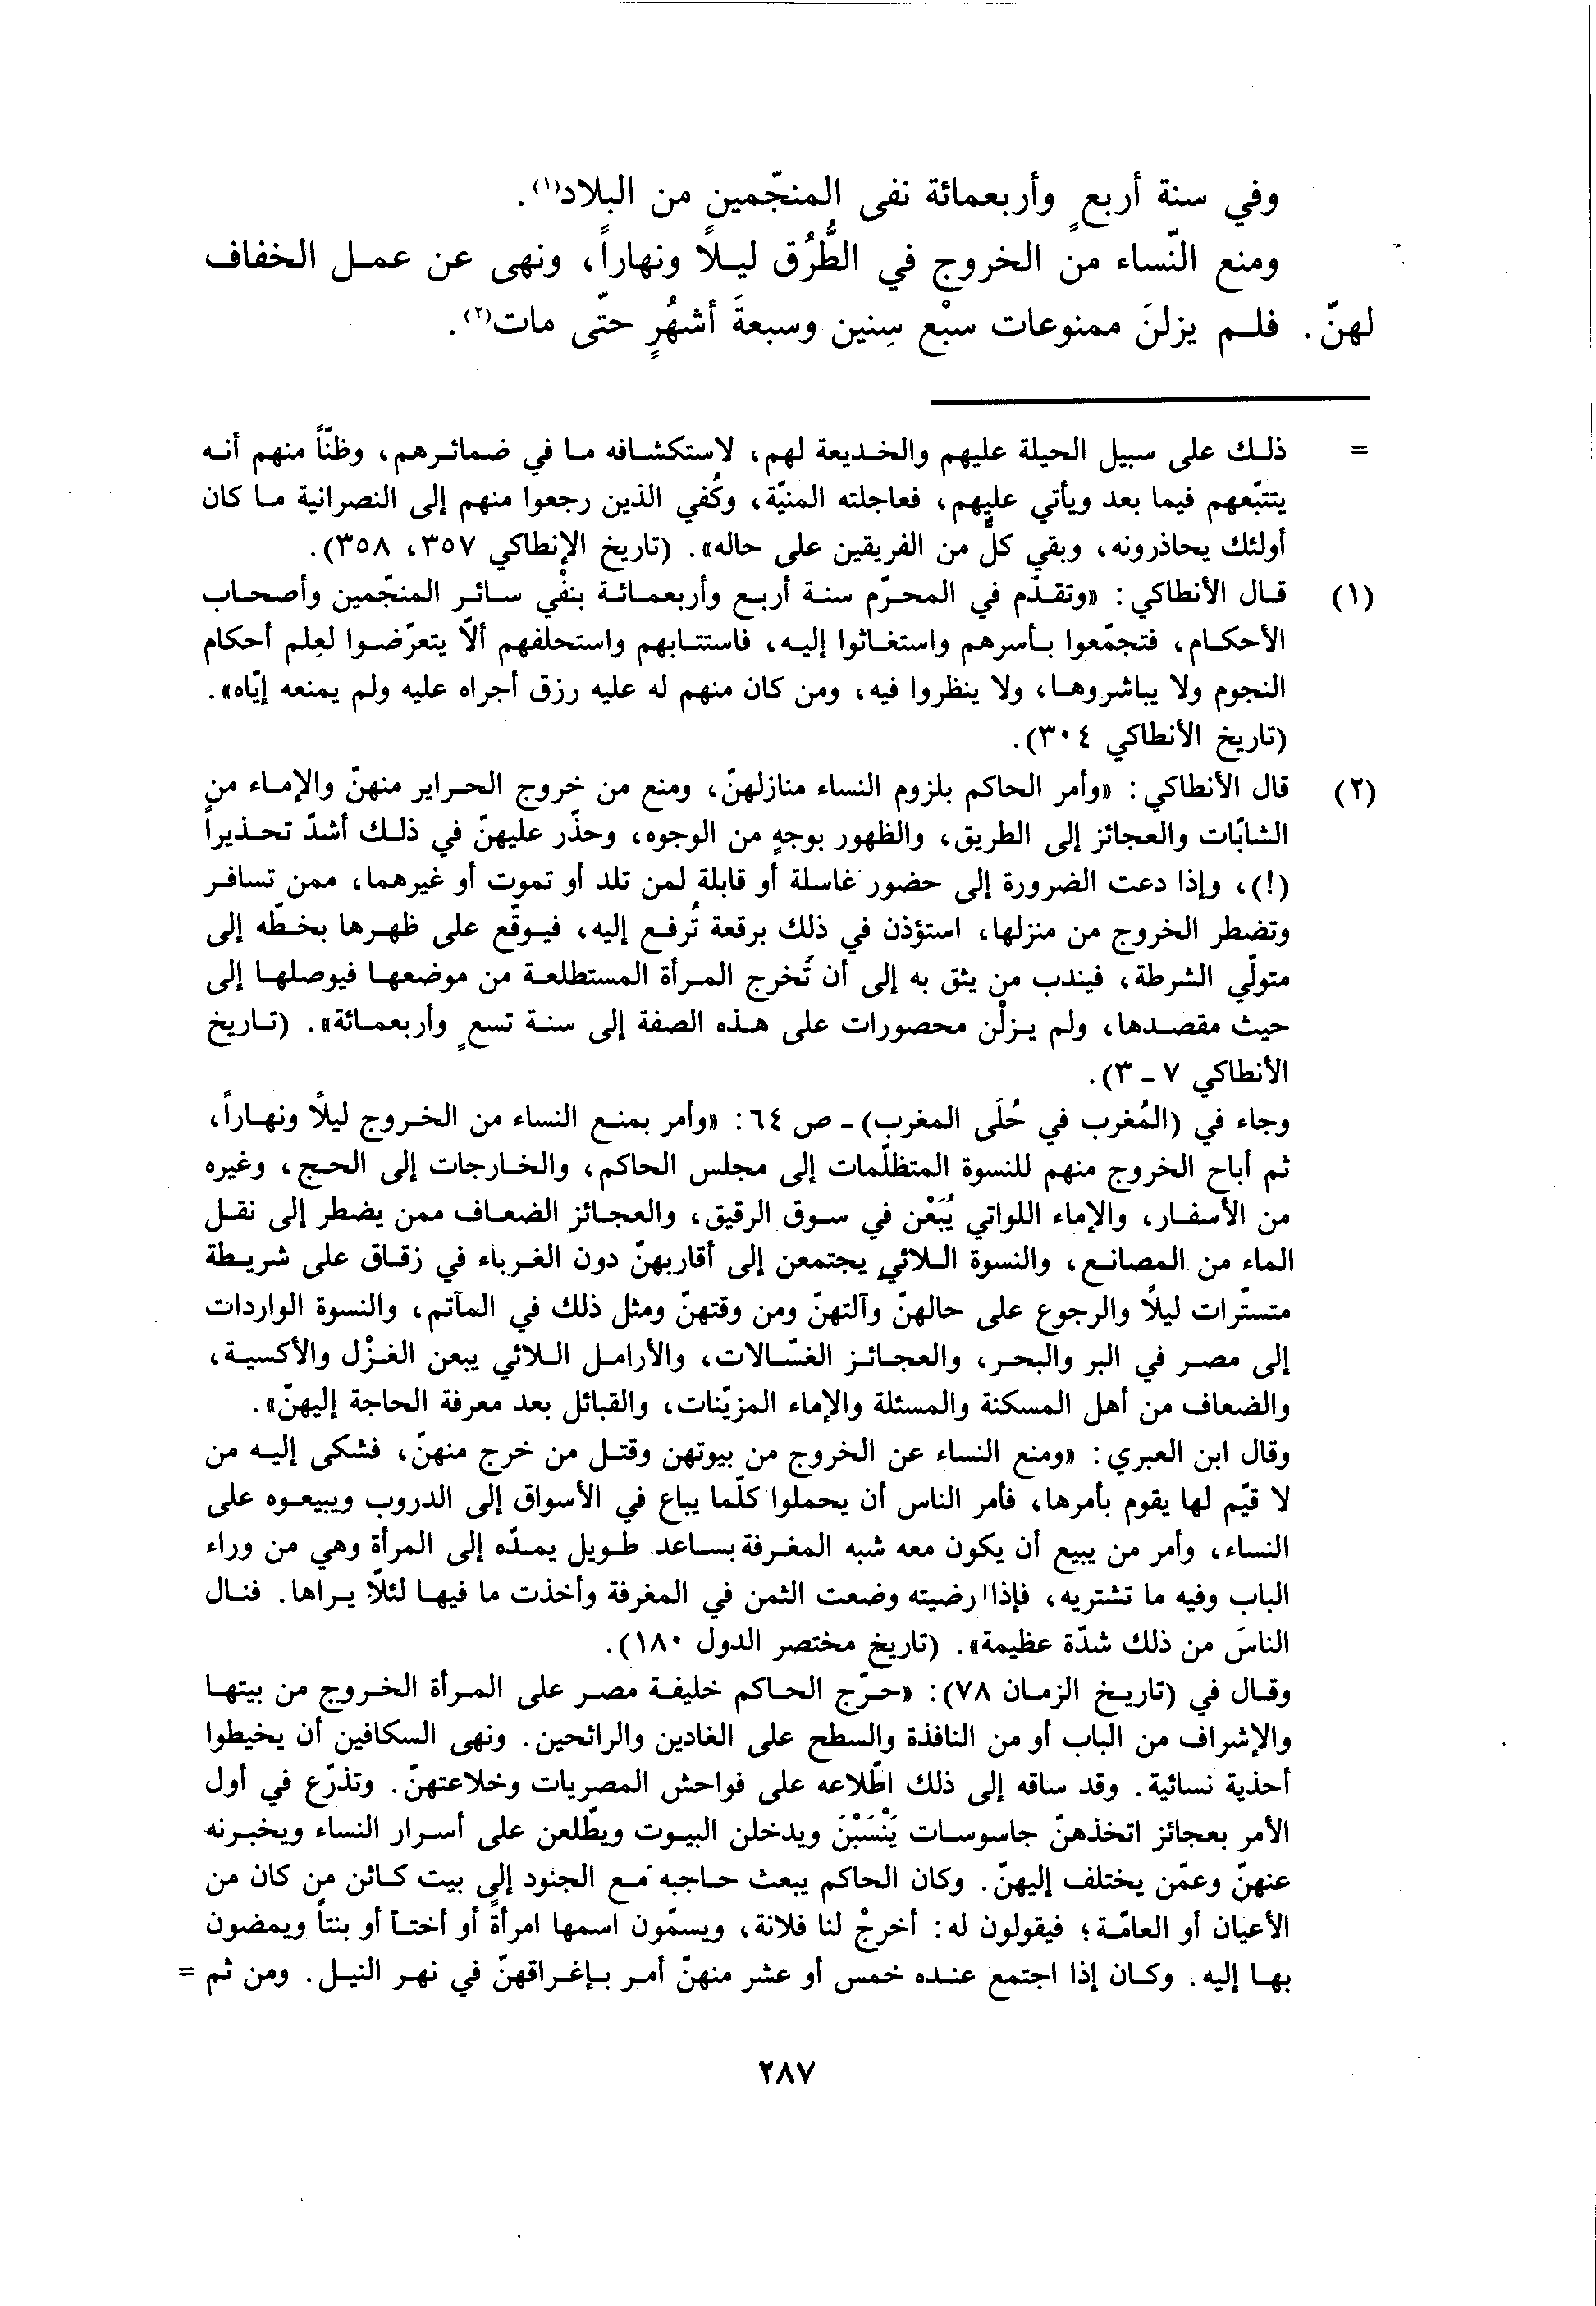 وفي سنة أربعٍ وأربعمائة نفى المنجّمين من البلاد(١).
ومنع النّساء من الخروج في الطُّرُق ليلاً ونهاراً، ونهى عن عمل الخفاف
لهنّ. فلم يزلنَ ممنوعات سبْع سِنين وسبعةَ أشهُرٍ حتّى مات(٢).
= ذلك على سبيل الحيلة عليهم والخديعة لهم، لاستكشافه ما في ضمائرهم، وظنّاً منهم أنه
يتتبّعهم فيما بعد ويأتي عليهم، فعاجلته المنيّة، وكُفي الذين رجعوا منهم إلى النصرانية ما كان
أولئك يحاذرونه، وبقي كلٌّ من الفريقين على حاله». (تاريخ الإنطاكي ٣٥٧، ٣٥٨).
(١) قال الأنطاكي: «وتقدّم في المحرّم سنة أربع وأربعمائة بنفْي سائر المنجّمين وأصحاب
الأحكام، فتجمّعوا بأسرهم واستغاثوا إليه، فاستتابهم واستحلفهم ألاّ يتعرّضوا لعِلم أحكام
النجوم ولا يباشروها، ولا ينظروا فيه، ومن كان منهم له عليه رزق أجراه عليه ولم يمنعه إيّاه».
(تاريخ الأنطاكي ٣٠٤).
(٢) قال الأنطاكي: «وأمر الحاكم بلزوم النساء منازلهنّ، ومنع من خروج الحراير منهنّ والإماء من
الشابّات والعجائز إلى الطريق، والظهور بوجهٍ من الوجوه، وحذّر عليهنّ في ذلك أشدّ تحذيراً
(!)، وإذا دعت الضرورة إلى حضور غاسلة أو قابلة لمن تلد أو تموت أو غيرهما، ممن تسافر
وتضطر الخروج من منزلها، استؤذن في ذلك برقعة تُرفع إليه، فيوقّع على ظهرها بخطّه إلى
متولّي الشرطة، فيندب من يثق به إلى أن تُخرج المرأة المستطلعة من موضعها فيوصلها إلى
حيث مقصدها، ولم يزلْن محصورات على هذه الصفة إلى سنة تسعٍ وأربعمائة». (تاريخ
الأنطاكي ٧ - ٣).
وجاء في (المُغرب في حُلَى المغرب) - ص ٦٤: «وأمر بمنع النساء من الخروج ليلاً ونهاراً،
ثم أباح الخروج منهم للنسوة المتظلّمات إلى مجلس الحاكم، والخارجات إلى الحج، وغيره
من الأسفار، والإماء اللواتي يُبَعْن في سوق الرقيق، والعجائز الضعاف ممن يضطر إلى نقل
الماء من المصانع، والنسوة اللائي يجتمعن إلى أقاربهنّ دون الغرباء في زقاق على شريطة
متستّرات ليلاً والرجوع على حالهنّ وآلتهنّ ومن وقتهنّ ومثل ذلك في المآتم، والنسوة الواردات
إلى مصر في البر والبحر، والعجائز الغسّالات، والأرامل اللائي يبعن الغزْل والأكسية،
والضعاف من أهل المسكنة والمسئلة والإماء المزيّنات، والقبائل بعد معرفة الحاجة إليهنّ».
وقال ابن العبري: «ومنع النساء عن الخروج من بيوتهن وقتل من خرج منهنّ، فشكى إليه من
لا قيّم لها يقوم بأمرها، فأمر الناس أن يحملوا كلّما يباع في الأسواق إلى الدروب ويبيعوه على
النساء، وأمر من يبيع أن يكون معه شبه المغرفة بساعد طويل يمدّه إلى المرأة وهي من وراء
الباب وفيه ما تشتريه، فإذا رضيته وضعت الثمن في المغرفة وأخذت ما فيها لئلاّ يراها. فنال
الناسَ من ذلك شدّة عظيمة». (تاريخ مختصر الدول ١٨٠).
وقال في (تاريخ الزمان ٧٨): «حرّج الحاكم خليفة مصر على المرأة الخروج من بيتها
والإشراف من الباب أو من النافذة والسطح على الغادين والرائحين. ونهى السكافين أن يخيطوا
أحذية نسائية. وقد ساقه إلى ذلك اطّلاعه على فواحش المصريات وخلاعتهنّ. وتذرّع في أول
الأمر بعجائز اتخذهنّ جاسوسات يَنْسَبْنَ ويدخلن البيوت ويطّلعن على أسرار النساء ويخبرنه
عنهنّ وعمّن يختلف إليهنّ. وكان الحاكم يبعث حاجبه مع الجنود إلى بيت كائن من كان من
الأعيان أو العامّة؛ فيقولون له: أخرجْ لنا فلانة، ويسمّون اسمها امرأةً أو أختاً أو بنتاً ويمضون
بها إليه. وكان إذا اجتمع عنده خمس أو عشر منهنّ أمر بإغراقهنّ في نهر النيل. ومن ثم =
٢٨٧